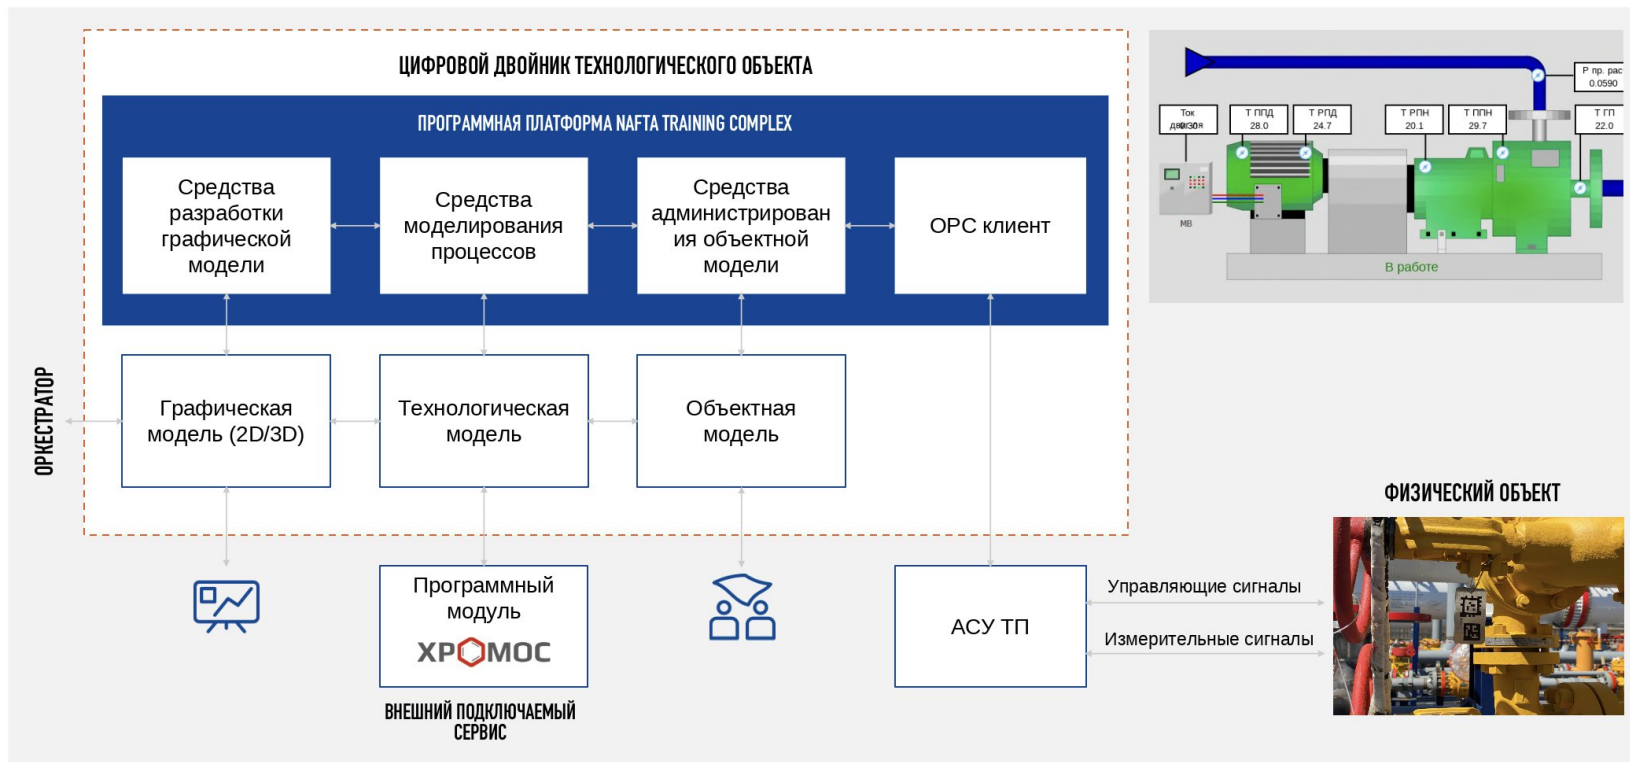 ЦИФРОВОЙ ДВОЙНИК ТЕХНОЛОГИЧЕСКОГО ОБЪЕКТА
ПРОГРАММНАЯ ПЛАТФОРМА NAFTA TRAINING COMPLEX
Средства
разработки
графической
модели
Средства
моделирования
процессов
Средства
администрирован
ия объектной
модели
OPC клиент
ОРКЕСТРАТОР
Графическая
модель (2D/3D)
Технологическая
модель
Объектная
модель
Программный
модуль
ХРОМОС
ВНЕШНИЙ ПОДКЛЮЧАЕМЫЙ
СЕРВИС
АСУ ТП
Управляющие сигналы
Измерительные сигналы
ФИЗИЧЕСКИЙ ОБЪЕКТ
Р пр. рас
0.0590
Ток
Т ППД
28.0
Т РПД
24.7
Т РПН
20.1
Т ППН
29.7
Т ГП
22.0
МВ
В работе